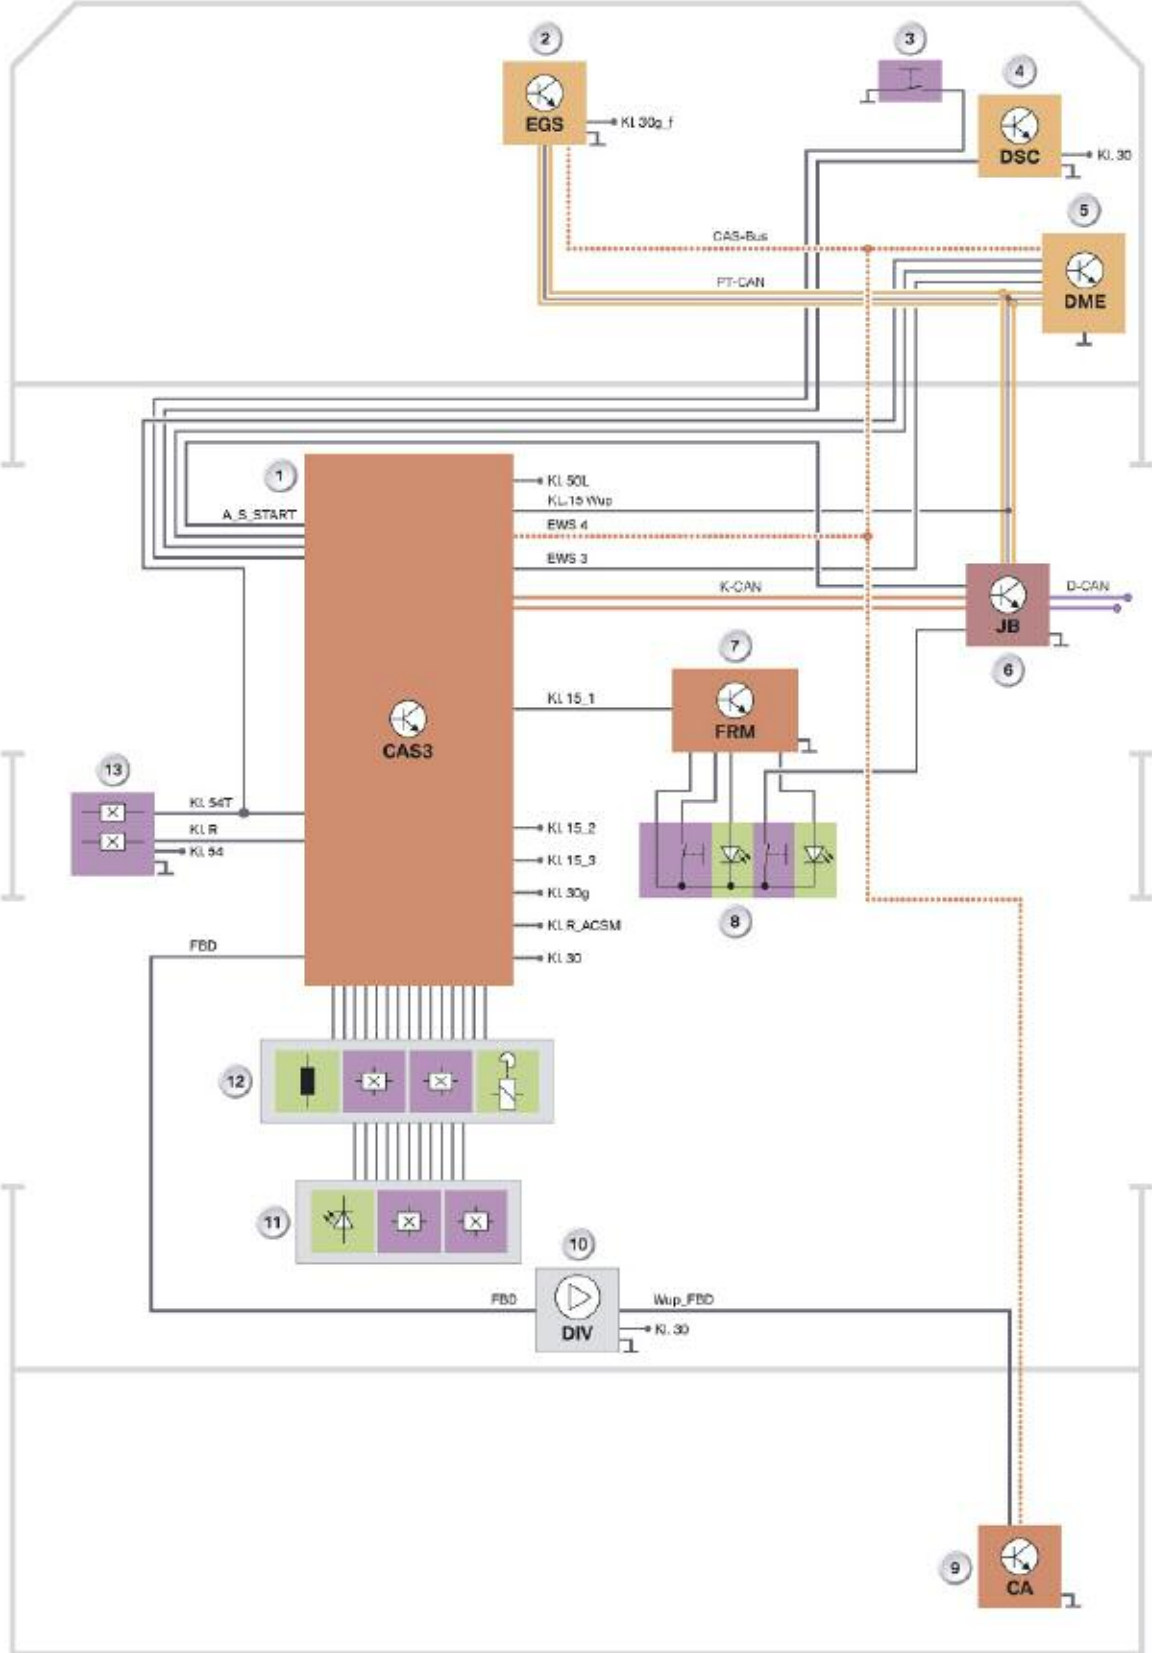 2
3
4
EGS
Kl. 30g_f
DSC
Kl. 30
5
CAS-Bus
PT-CAN
DME
1
Kl. 50L
KL.15 Wup
A_S_START
EWS 4
EWS 3
K-CAN
D-CAN
JB
6
7
Kl. 15_1
FRM
CAS3
13
Kl. 54T
Kl. R
Kl. 54
Kl. 15_2
Kl. 15_3
Kl. 30g
Kl. R_ACSM
Kl. 30
8
FBD
12
11
10
FBD
Wup_FBD
DIV
Kl. 30
9
CA